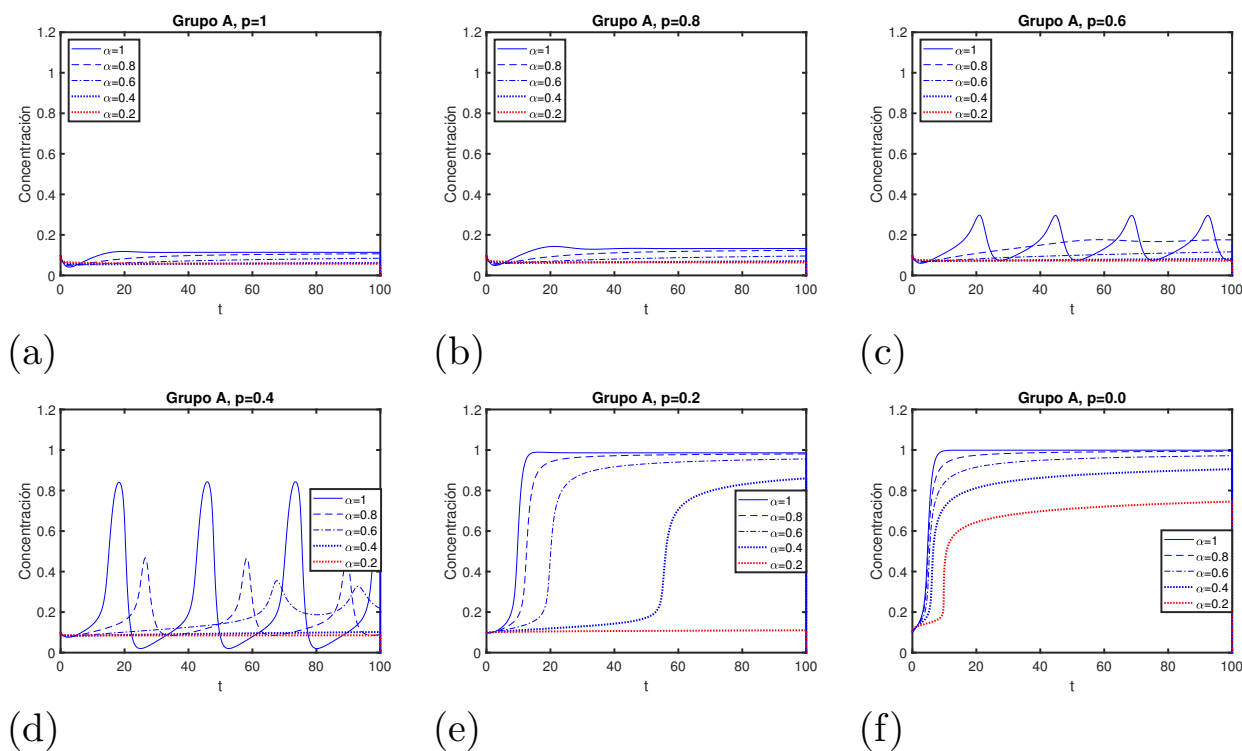 Grupo A, p=1
1.2
1
0.8
0.6
0.4
0.2
0
Concentración
α=1
α=0.8
α=0.6
α=0.4
α=0.2
0 20 40 60 80 100
t
(a)
Grupo A, p=0.8
1.2
1
0.8
0.6
0.4
0.2
0
Concentración
α=1
α=0.8
α=0.6
α=0.4
α=0.2
0 20 40 60 80 100
t
(b)
Grupo A, p=0.6
1.2
1
0.8
0.6
0.4
0.2
0
Concentración
α=1
α=0.8
α=0.6
α=0.4
α=0.2
0 20 40 60 80 100
t
(c)
Grupo A, p=0.4
1.2
1
0.8
0.6
0.4
0.2
0
Concentración
α=1
α=0.8
α=0.6
α=0.4
α=0.2
0 20 40 60 80 100
t
(d)
Grupo A, p=0.2
1.2
1
0.8
0.6
0.4
0.2
0
Concentración
α=1
α=0.8
α=0.6
α=0.4
α=0.2
0 20 40 60 80 100
t
(e)
Grupo A, p=0.0
1.2
1
0.8
0.6
0.4
0.2
0
Concentración
α=1
α=0.8
α=0.6
α=0.4
α=0.2
0 20 40 60 80 100
t
(f)